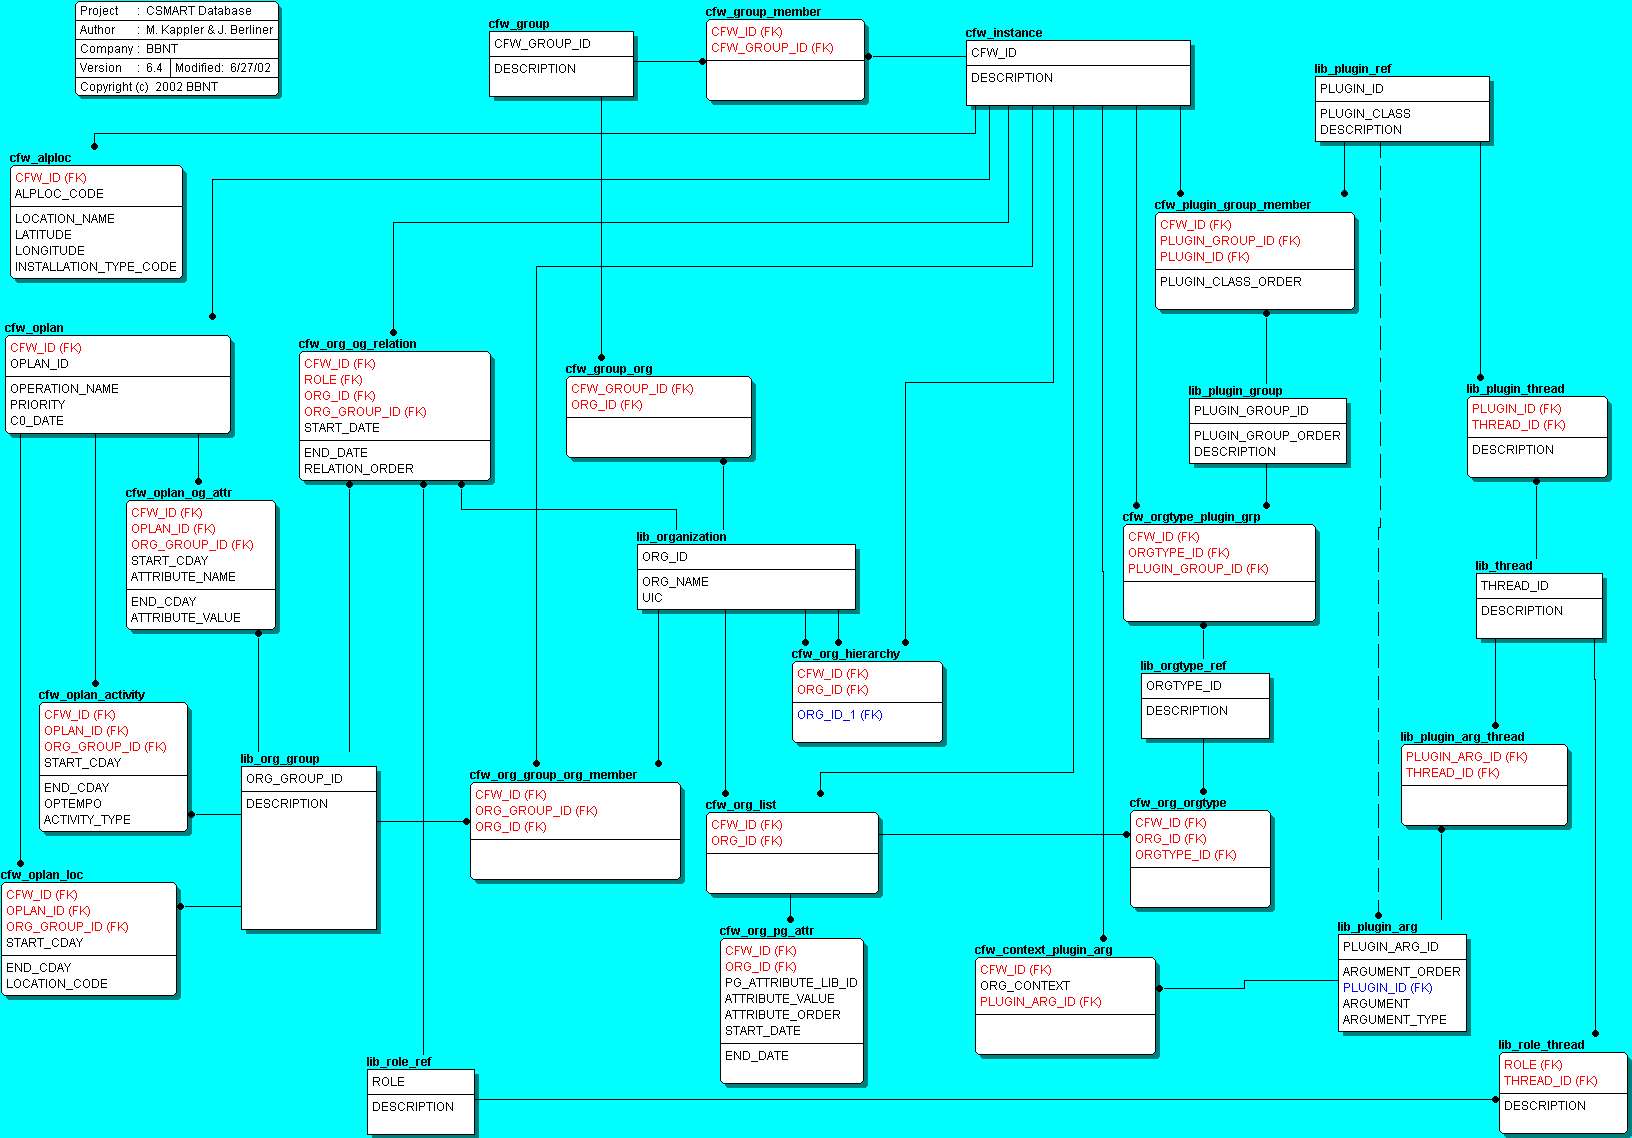 Project : CSMART Database
Author : M. Kappler & J. Berliner
Company : BBNT
Version : 6.4 Modified: 6/27/02
Copyright (c) 2002 BBNT
cfw_group
CFW_GROUP_ID
DESCRIPTION
cfw_group_member
CFW_ID (FK)
CFW_GROUP_ID (FK)
cfw_instance
CFW_ID
DESCRIPTION
lib_plugin_ref
PLUGIN_ID
PLUGIN_CLASS
DESCRIPTION
cfw_alploc
CFW_ID (FK)
ALPLOC_CODE
LOCATION_NAME
LATITUDE
LONGITUDE
INSTALLATION_TYPE_CODE
cfw_plugin_group_member
CFW_ID (FK)
PLUGIN_GROUP_ID (FK)
PLUGIN_ID (FK)
PLUGIN_CLASS_ORDER
cfw_oplan
CFW_ID (FK)
OPLAN_ID
OPERATION_NAME
PRIORITY
C0_DATE
cfw_org_og_relation
CFW_ID (FK)
ROLE (FK)
ORG_ID (FK)
ORG_GROUP_ID (FK)
START_DATE
END_DATE
RELATION_ORDER
cfw_group_org
CFW_GROUP_ID (FK)
ORG_ID (FK)
lib_plugin_group
PLUGIN_GROUP_ID
PLUGIN_GROUP_ORDER
DESCRIPTION
lib_plugin_thread
PLUGIN_ID (FK)
THREAD_ID (FK)
DESCRIPTION
cfw_oplan_og_attr
CFW_ID (FK)
OPLAN_ID (FK)
ORG_GROUP_ID (FK)
START_CDAY
ATTRIBUTE_NAME
END_CDAY
ATTRIBUTE_VALUE
lib_organization
ORG_ID
ORG_NAME
UIC
cfw_orgtype_plugin_grp
CFW_ID (FK)
ORGTYPE_ID (FK)
PLUGIN_GROUP_ID (FK)
lib_thread
THREAD_ID
DESCRIPTION
cfw_org_hierarchy
CFW_ID (FK)
ORG_ID (FK)
ORG_ID_1 (FK)
lib_orgtype_ref
ORGTYPE_ID
DESCRIPTION
cfw_oplan_activity
CFW_ID (FK)
OPLAN_ID (FK)
ORG_GROUP_ID (FK)
START_CDAY
END_CDAY
OPTEMPO
ACTIVITY_TYPE
lib_org_group
ORG_GROUP_ID
DESCRIPTION
cfw_org_group_org_member
CFW_ID (FK)
ORG_GROUP_ID (FK)
ORG_ID (FK)
cfw_org_list
CFW_ID (FK)
ORG_ID (FK)
cfw_org_orgtype
CFW_ID (FK)
ORG_ID (FK)
ORGTYPE_ID (FK)
lib_plugin_arg_thread
PLUGIN_ARG_ID (FK)
THREAD_ID (FK)
cfw_oplan_loc
CFW_ID (FK)
OPLAN_ID (FK)
ORG_GROUP_ID (FK)
START_CDAY
END_CDAY
LOCATION_CODE
cfw_org_pg_attr
CFW_ID (FK)
ORG_ID (FK)
PG_ATTRIBUTE_LIB_ID
ATTRIBUTE_VALUE
ATTRIBUTE_ORDER
START_DATE
END_DATE
cfw_context_plugin_arg
CFW_ID (FK)
ORG_CONTEXT
PLUGIN_ARG_ID (FK)
lib_plugin_arg
PLUGIN_ARG_ID
ARGUMENT_ORDER
PLUGIN_ID (FK)
ARGUMENT
ARGUMENT_TYPE
lib_role_ref
ROLE
DESCRIPTION
lib_role_thread
ROLE (FK)
THREAD_ID (FK)
DESCRIPTION